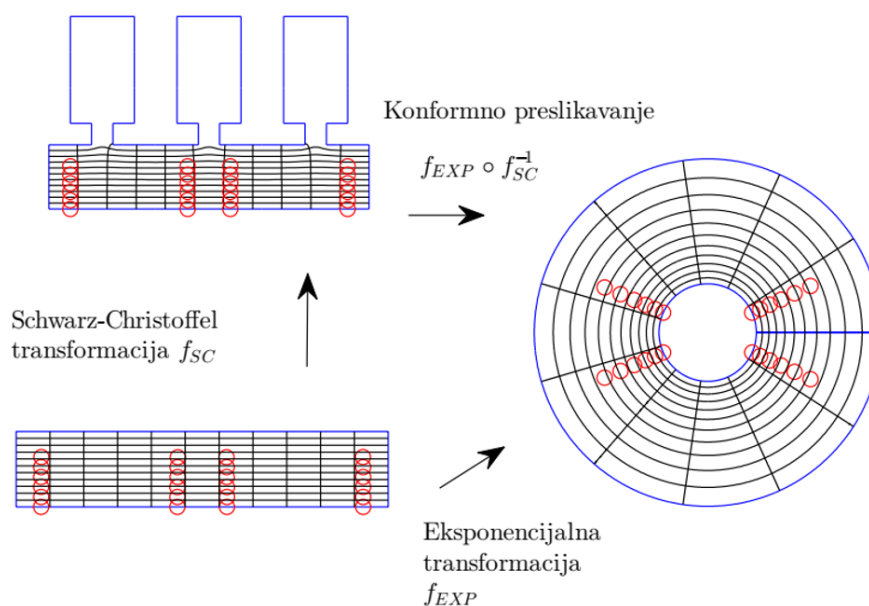 Konformno preslikavanje
f_{EXP} ∘ f_{SC}^{-1}
Schwarz-Christoffel
transformacija f_{SC}
Eksponencijalna
transformacija
f_{EXP}